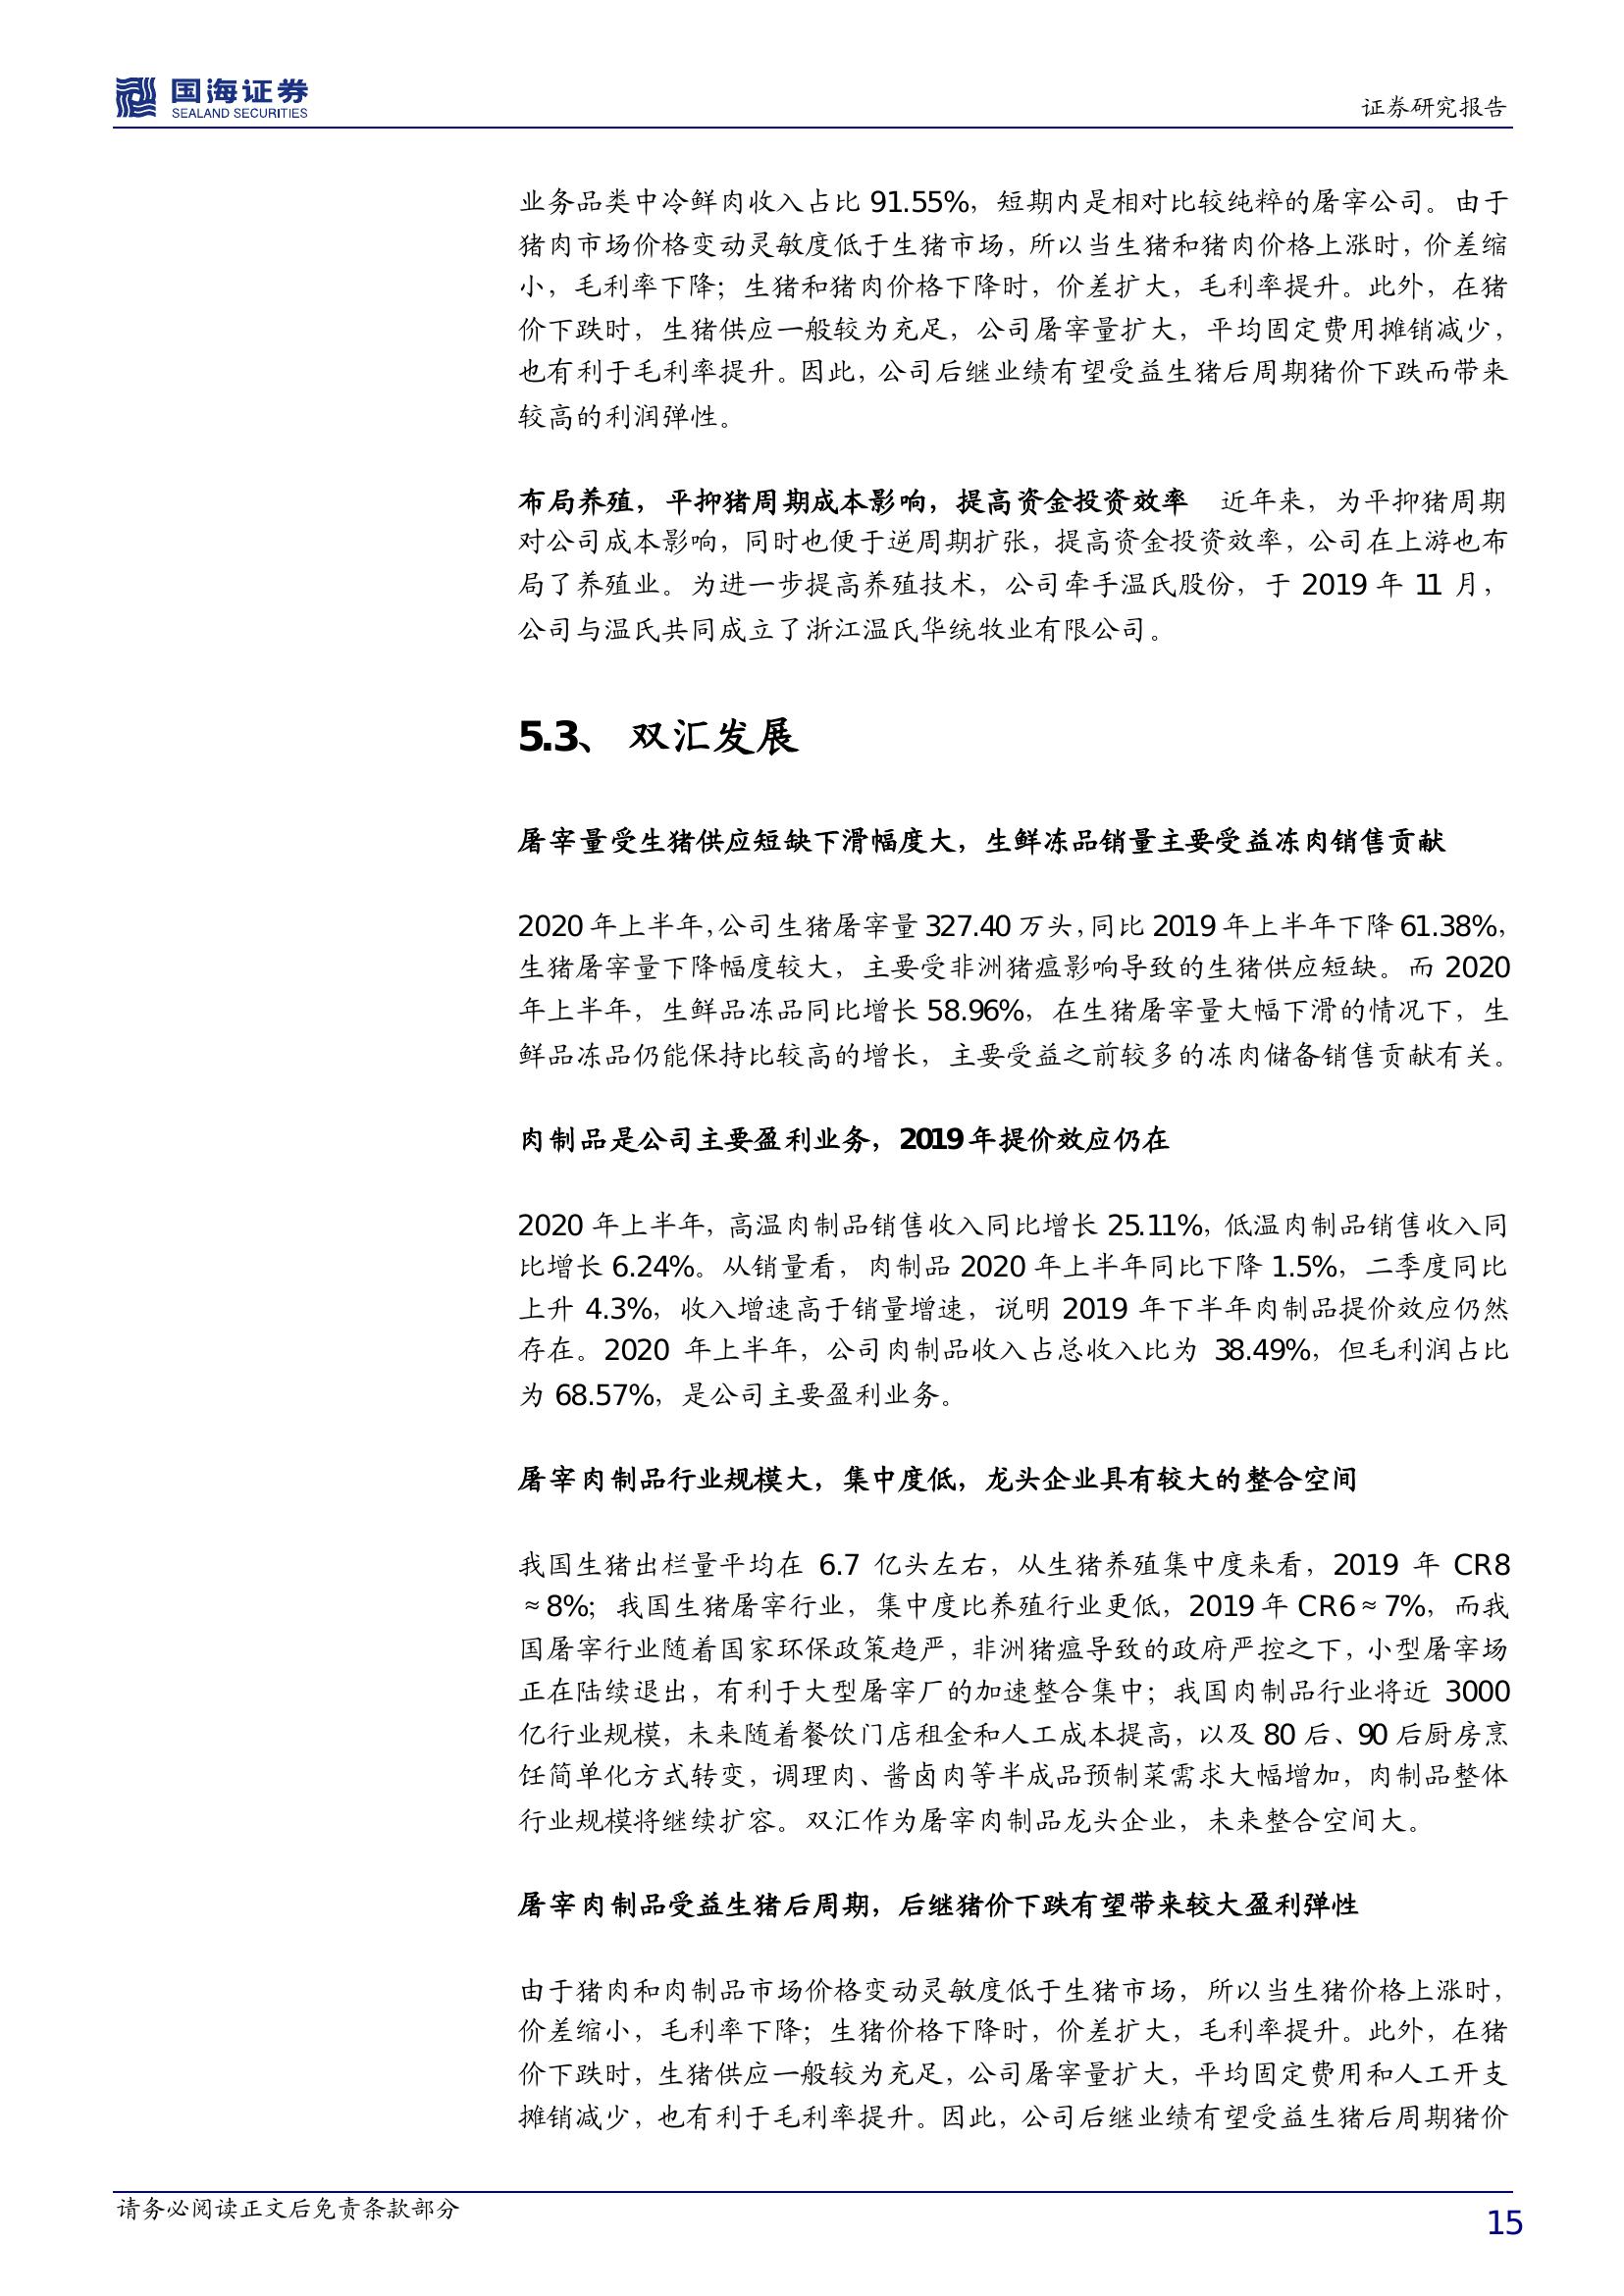 国海证券
SEALAND SECURITIES
证券研究报告
业务品类中冷鲜肉收入占比 91.55%，短期内是相对比较纯粹的屠宰公司。由于
猪肉市场价格变动灵敏度低于生猪市场，所以当生猪和猪肉价格上涨时，价差缩
小，毛利率下降；生猪和猪肉价格下降时，价差扩大，毛利率提升。此外，在猪
价下跌时，生猪供应一般较为充足，公司屠宰量扩大，平均固定费用摊销减少，
也有利于毛利率提升。因此，公司后继业绩有望受益生猪后周期猪价下跌而带来
较高的利润弹性。
布局养殖，平抑猪周期成本影响，提高资金投资效率 近年来，为平抑猪周期
对公司成本影响，同时也便于逆周期扩张，提高资金投资效率，公司在上游也布
局了养殖业。为进一步提高养殖技术，公司牵手温氏股份，于 2019 年 11 月，
公司与温氏共同成立了浙江温氏华统牧业有限公司。
5.3、 双汇发展
屠宰量受生猪供应短缺下滑幅度大，生鲜冻品销量主要受益冻肉销售贡献
2020 年上半年，公司生猪屠宰量 327.40 万头，同比 2019 年上半年下降 61.38%，
生猪屠宰量下降幅度较大，主要受非洲猪瘟影响导致的生猪供应短缺。而 2020
年上半年，生鲜品冻品同比增长 58.96%，在生猪屠宰量大幅下滑的情况下，生
鲜品冻品仍能保持比较高的增长，主要受益之前较多的冻肉储备销售贡献有关。
肉制品是公司主要盈利业务，2019 年提价效应仍在
2020 年上半年，高温肉制品销售收入同比增长 25.11%，低温肉制品销售收入同
比增长 6.24%。从销量看，肉制品 2020 年上半年同比下降 1.5%，二季度同比
上升 4.3%，收入增速高于销量增速，说明 2019 年下半年肉制品提价效应仍然
存在。2020 年上半年，公司肉制品收入占总收入比为 38.49%，但毛利润占比
为 68.57%，是公司主要盈利业务。
屠宰肉制品行业规模大，集中度低，龙头企业具有较大的整合空间
我国生猪出栏量平均在 6.7 亿头左右，从生猪养殖集中度来看，2019 年 CR8
≈8%；我国生猪屠宰行业，集中度比养殖行业更低，2019 年 CR6≈7%，而我
国屠宰行业随着国家环保政策趋严，非洲猪瘟导致的政府严控之下，小型屠宰场
正在陆续退出，有利于大型屠宰厂的加速整合集中；我国肉制品行业将近 3000
亿行业规模，未来随着餐饮门店租金和人工成本提高，以及 80 后、90 后厨房烹
饪简单化方式转变，调理肉、酱卤肉等半成品预制菜需求大幅增加，肉制品整体
行业规模将继续扩容。双汇作为屠宰肉制品龙头企业，未来整合空间大。
屠宰肉制品受益生猪后周期，后继猪价下跌有望带来较大盈利弹性
由于猪肉和肉制品市场价格变动灵敏度低于生猪市场，所以当生猪价格上涨时，
价差缩小，毛利率下降；生猪价格下降时，价差扩大，毛利率提升。此外，在猪
价下跌时，生猪供应一般较为充足，公司屠宰量扩大，平均固定费用和人工开支
摊销减少，也有利于毛利率提升。因此，公司后继业绩有望受益生猪后周期猪价
请务必阅读正文后免责条款部分
15